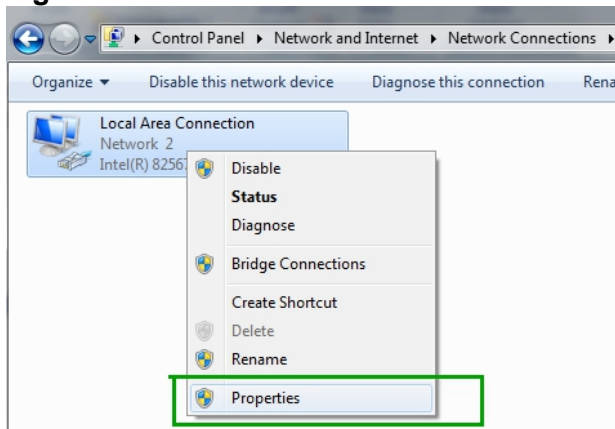 Control Panel ▸ Network and Internet ▸ Network Connections ▸
Organize ▾ Disable this network device Diagnose this connection
Local Area Connection
Network 2
Intel(R)
Disable
Status
Diagnose
Bridge Connections
Create Shortcut
Delete
Rename
Properties